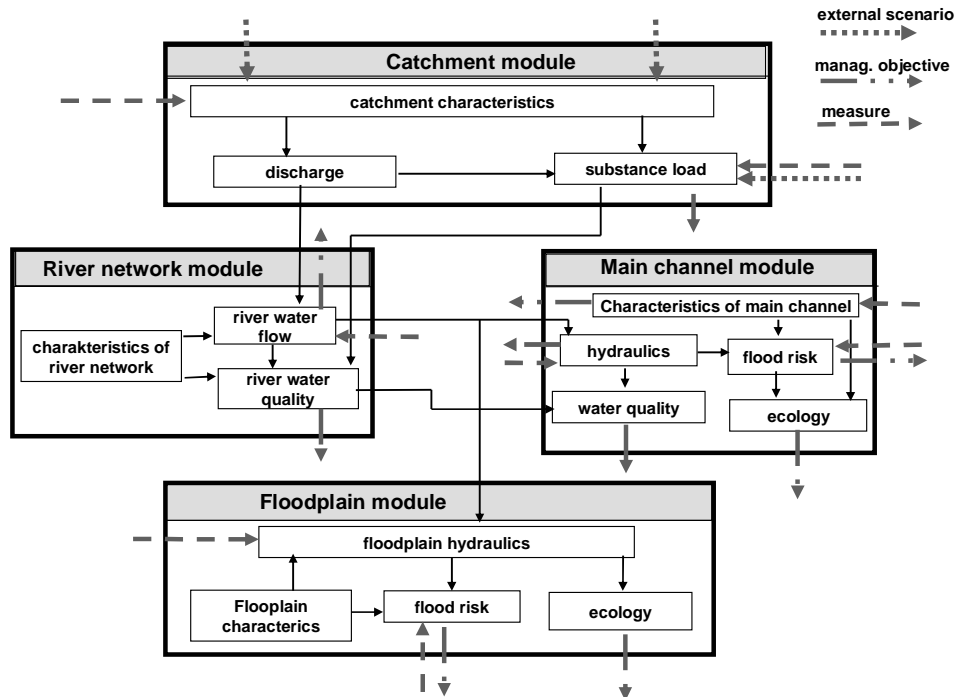 external scenario
manag. objective
measure
Catchment module
catchment characteristics
discharge
substance load
River network module
river water
flow
charakteristics of
river network
river water
quality
Main channel module
Characteristics of main channel
hydraulics
flood risk
water quality
ecology
Floodplain module
floodplain hydraulics
Flooplain
characterics
flood risk
ecology